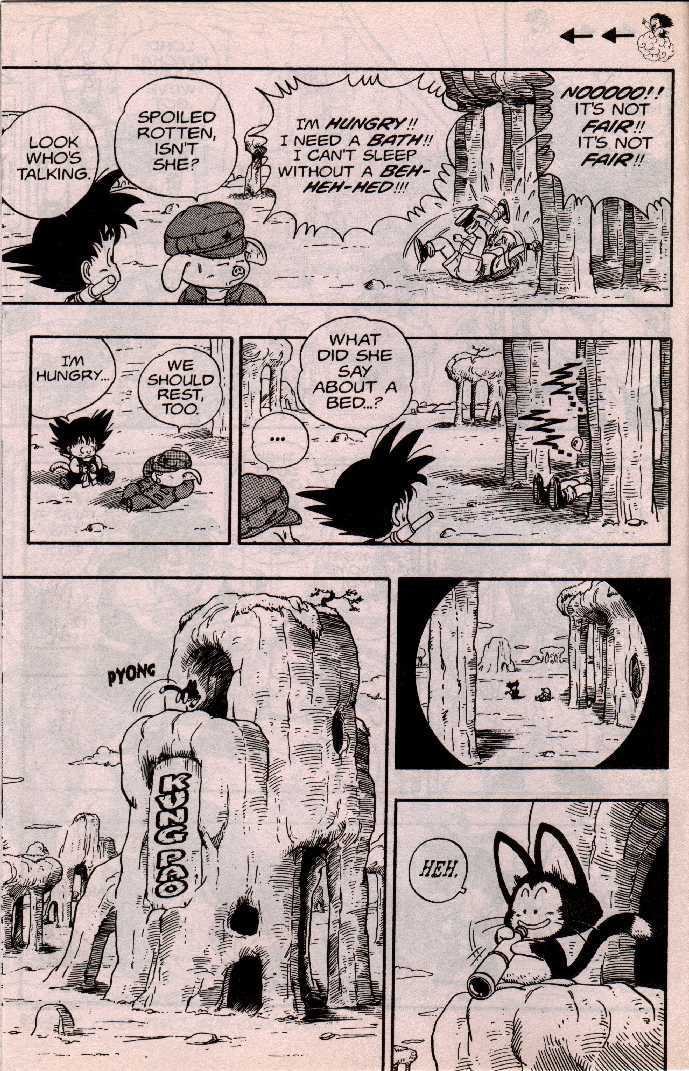 NOOOOO!!
IT'S NOT
FAIR!!
IT'S NOT
FAIR!!
I'M HUNGRY!!
I NEED A BATH!!
I CAN'T SLEEP
WITHOUT A BEH-
HEH-HED!!!
SPOILED
ROTTEN,
ISN'T
SHE?
LOOK
WHO'S
TALKING.
WHAT
DID SHE
SAY
ABOUT A
BED...?
...
WE
SHOULD
REST,
TOO.
I'M
HUNGRY...
HEH.
PYONG
KUNG PAO